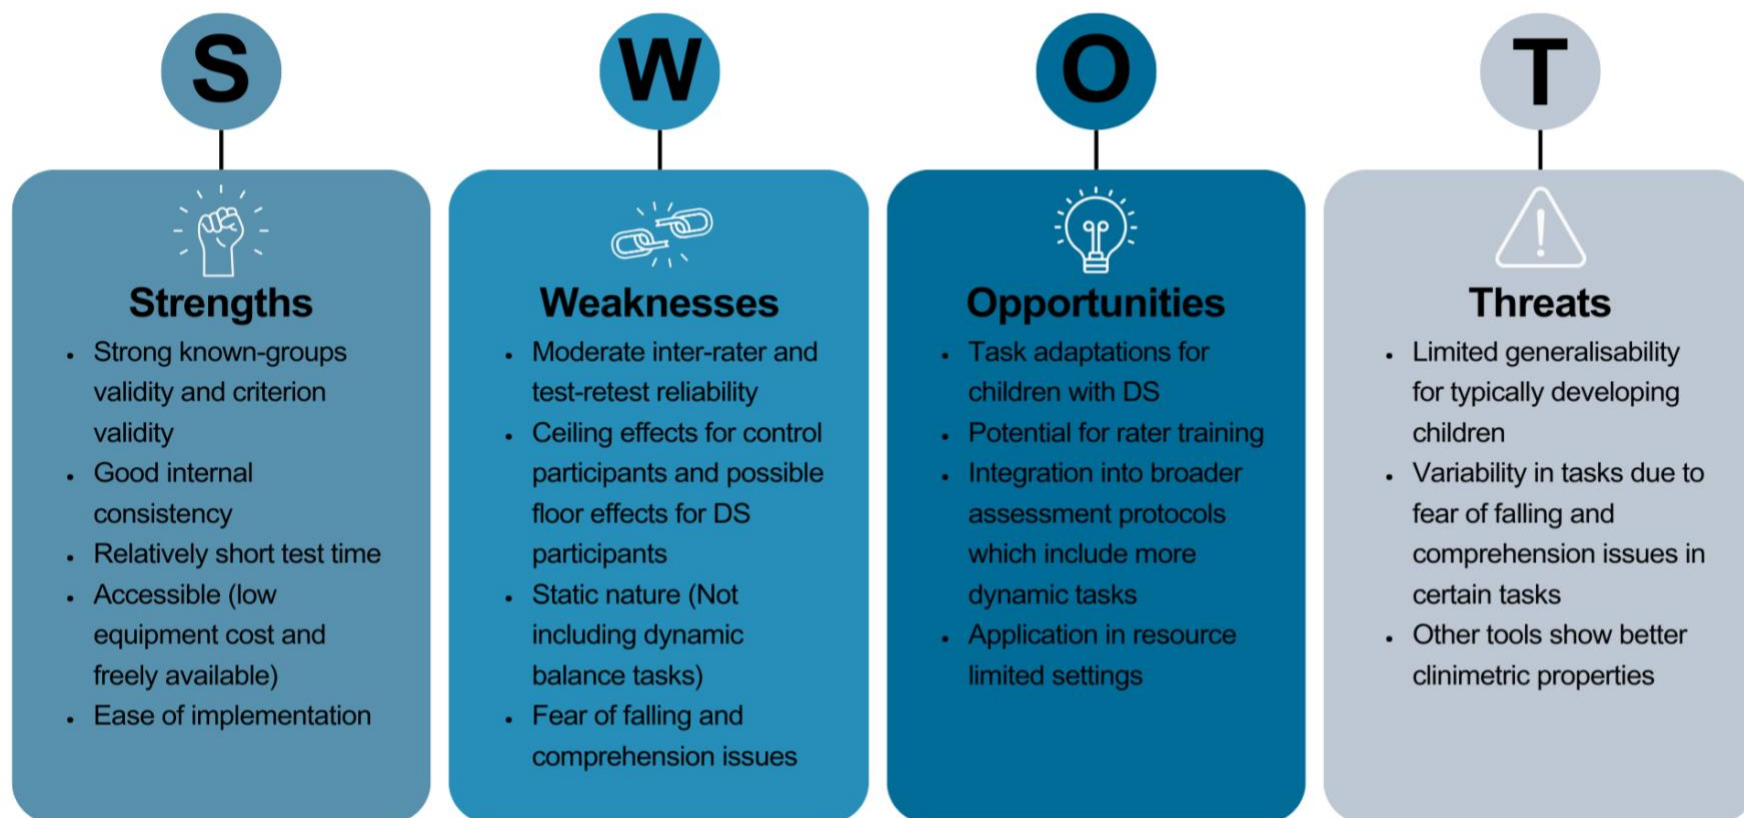 S
Strengths
• Strong known-groups
validity and criterion
validity
• Good internal
consistency
• Relatively short test time
• Accessible (low
equipment cost and
freely available)
• Ease of implementation
W
Weaknesses
• Moderate inter-rater and
test-retest reliability
• Ceiling effects for control
participants and possible
floor effects for DS
participants
• Static nature (Not
including dynamic
balance tasks)
• Fear of falling and
comprehension issues
O
Opportunities
• Task adaptations for
children with DS
• Potential for rater training
• Integration into broader
assessment protocols
which include more
dynamic tasks
• Application in resource
limited settings
T
Threats
• Limited generalisability
for typically developing
children
• Variability in tasks due to
fear of falling and
comprehension issues in
certain tasks
• Other tools show better
clinimetric properties